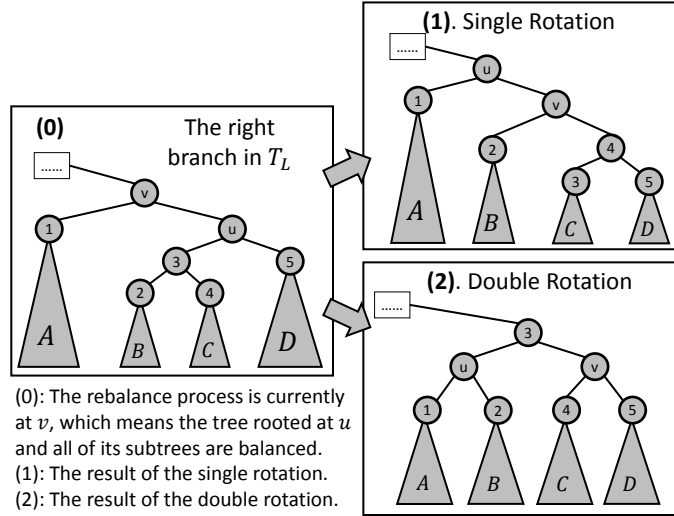 (1). Single Rotation
......
u
1
v
2
4
3
5
A
B
C
D
(0)
The right
branch in T_L
......
v
1
u
3
5
2
4
A
B
C
D
(2). Double Rotation
......
3
u
v
1
2
4
5
A
B
C
D
(0): The rebalance process is currently
at v, which means the tree rooted at u
and all of its subtrees are balanced.
(1): The result of the single rotation.
(2): The result of the double rotation.